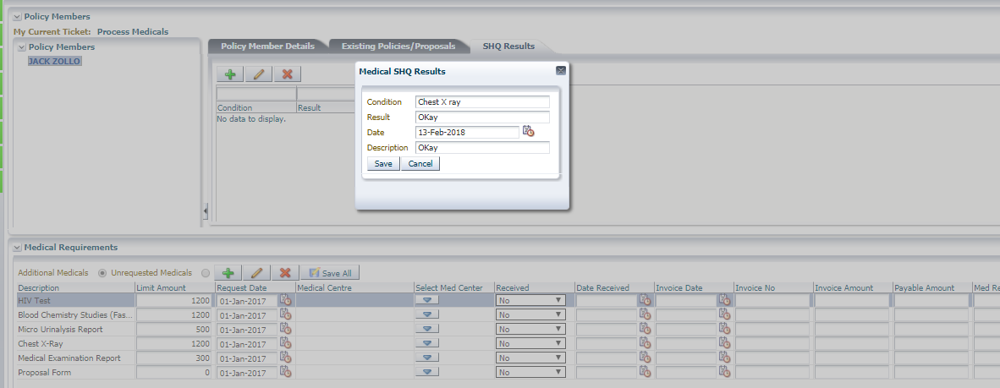 Policy Members
My Current Ticket: Process Medicals
Policy Members
JACK ZOLLO
Policy Member Details Existing Policies/Proposals SHQ Results
Condition Result
No data to display.
Medical SHQ Results
Condition Chest X ray
Result OKay
Date 13-Feb-2018
Description OKay
Save Cancel
Medical Requirements
Additional Medicals Unrequested Medicals Save All
Description Limit Amount Request Date Medical Centre Select Med Center Received Date Received Invoice Date Invoice No Invoice Amount Payable Amount Med Re
HIV Test 1200 01-Jan-2017 No
Blood Chemistry Studies (Fas... 1200 01-Jan-2017 No
Micro Urinalysis Report 500 01-Jan-2017 No
Chest X-Ray 1200 01-Jan-2017 No
Medical Examination Report 300 01-Jan-2017 No
Proposal Form 0 01-Jan-2017 No